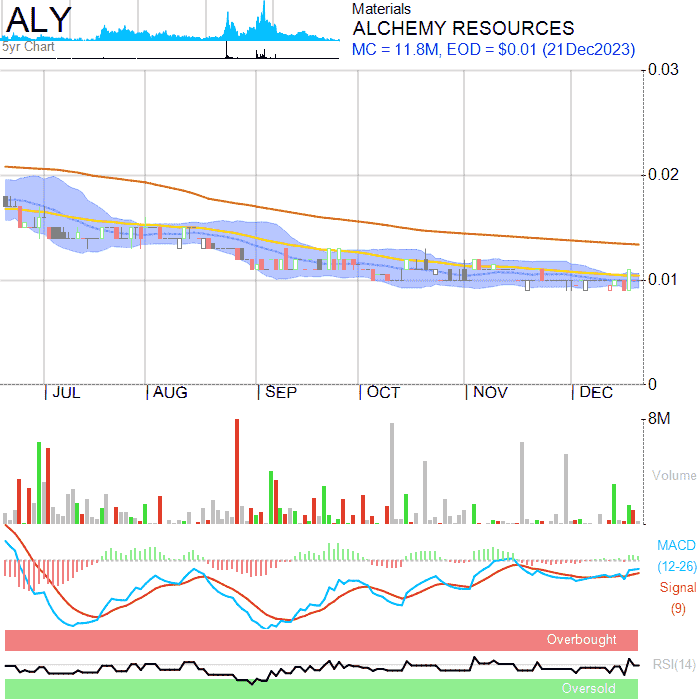 ALY
5yr Chart
Materials
ALCHEMY RESOURCES
MC = 11.8M, EOD = $0.01 (21Dec2023)
0.03
0.02
0.01
0
JUL
AUG
SEP
OCT
NOV
DEC
8M
Volume
MACD
(12-26)
Signal
(9)
Overbought
RSI(14)
Oversold